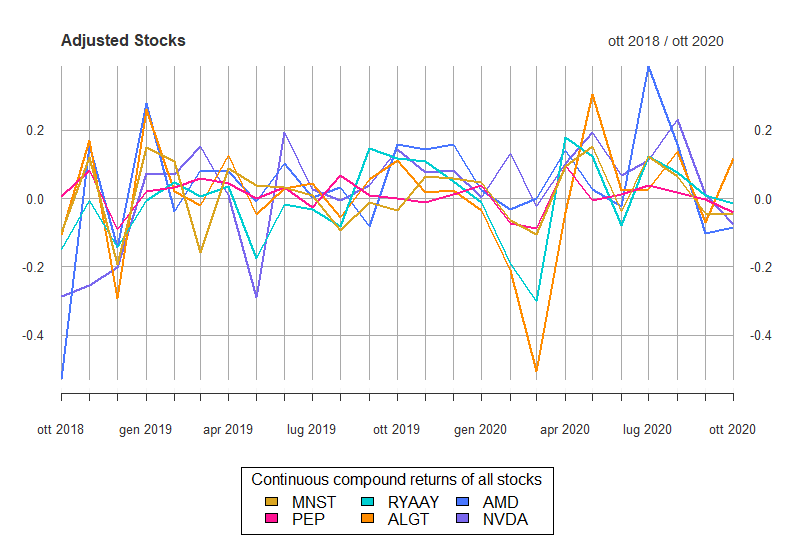 Adjusted Stocks ott 2018 / ott 2020
0.2 0.2
0.0 0.0
-0.2 -0.2
-0.4 -0.4
ott 2018 gen 2019 apr 2019 lug 2019 ott 2019 gen 2020 apr 2020 lug 2020 ott 2020
Continuous compound returns of all stocks
MNST RYAAY AMD
PEP ALGT NVDA